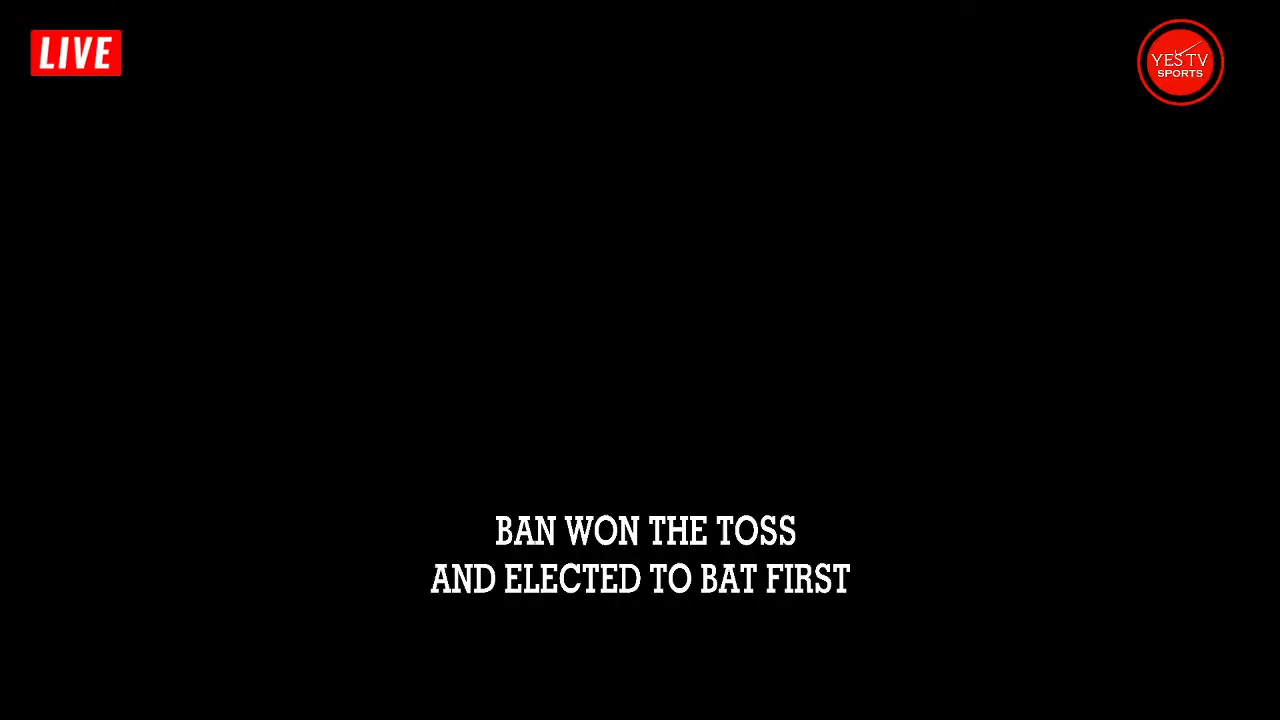 LIVE
YES TV
SPORTS
BAN WON THE TOSS
AND ELECTED TO BAT FIRST